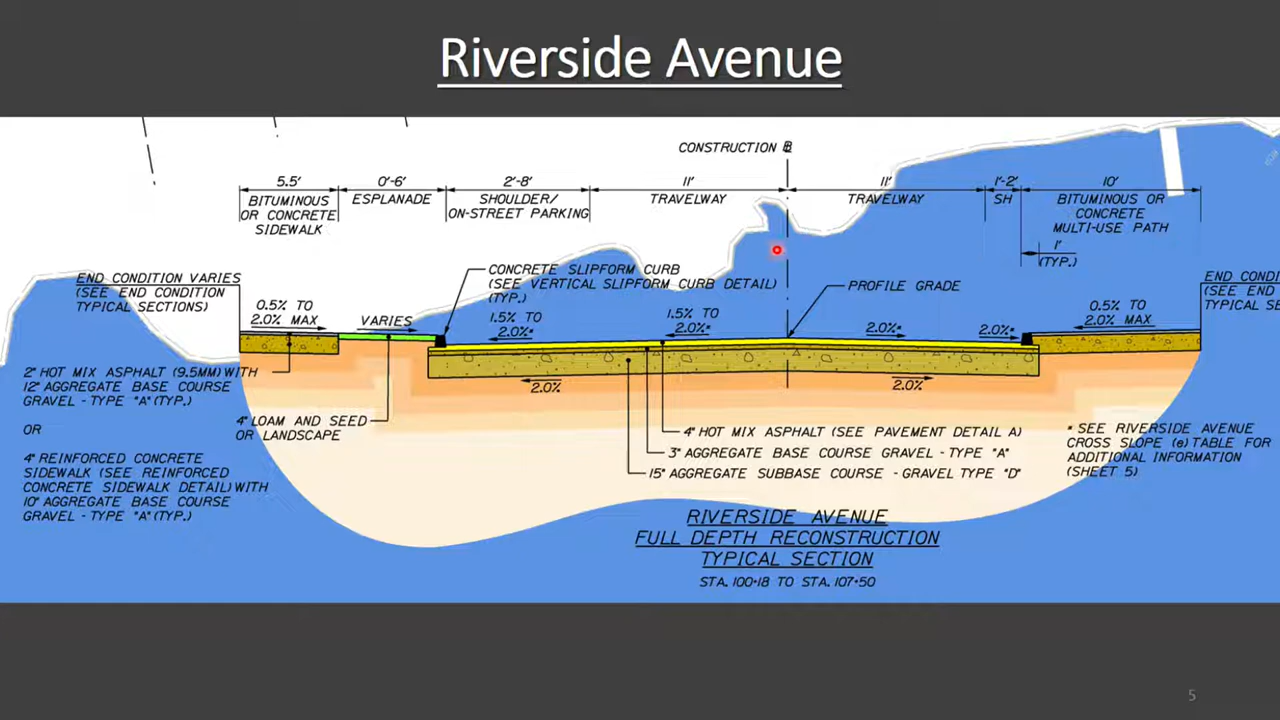 Riverside Avenue
CONSTRUCTION ℄
5.5'
0'-6'
2'-8'
11'
11'
1'-2'
10'
BITUMINOUS
OR CONCRETE
SIDEWALK
ESPLANADE
SHOULDER/
ON-STREET PARKING
TRAVELWAY
TRAVELWAY
SH
BITUMINOUS OR
CONCRETE
MULTI-USE PATH
1'
(TYP.)
END CONDITION VARIES
(SEE END CONDITION
TYPICAL SECTIONS)
CONCRETE SLIPFORM CURB
(SEE VERTICAL SLIPFORM CURB DETAIL)
(TYP.)
PROFILE GRADE
END CONDI
(SEE END
TYPICAL SE
0.5% TO
2.0% MAX
VARIES
1.5% TO
2.0%*
1.5% TO
2.0%*
2.0%*
2.0%*
0.5% TO
2.0% MAX
2.0%
2.0%
2" HOT MIX ASPHALT (9.5MM) WITH
12" AGGREGATE BASE COURSE
GRAVEL - TYPE "A" (TYP.)
OR
4" REINFORCED CONCRETE
SIDEWALK (SEE REINFORCED
CONCRETE SIDEWALK DETAIL) WITH
10" AGGREGATE BASE COURSE
GRAVEL - TYPE "A" (TYP.)
4" LOAM AND SEED
OR LANDSCAPE
4" HOT MIX ASPHALT (SEE PAVEMENT DETAIL A)
3" AGGREGATE BASE COURSE GRAVEL - TYPE "A"
15" AGGREGATE SUBBASE COURSE - GRAVEL TYPE "D"
* SEE RIVERSIDE AVENUE
CROSS SLOPE (e) TABLE FOR
ADDITIONAL INFORMATION
(SHEET 5)
RIVERSIDE AVENUE
FULL DEPTH RECONSTRUCTION
TYPICAL SECTION
STA. 100+18 TO STA. 107+50
5